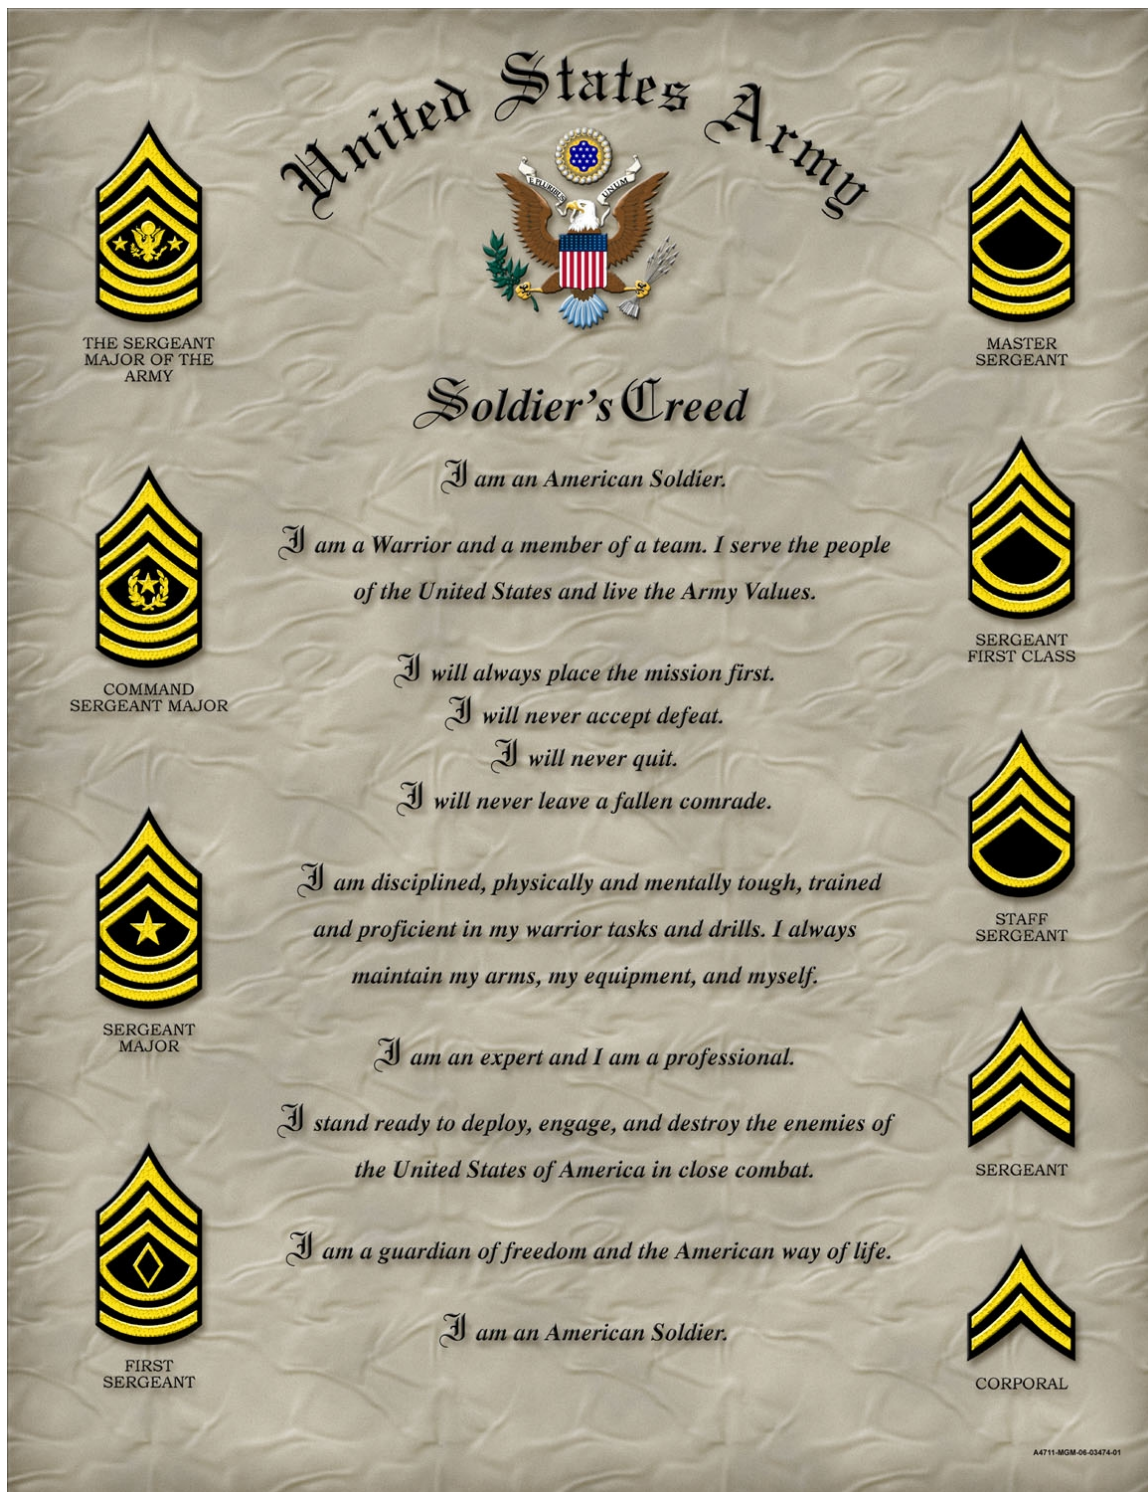 United States Army
E PLURIBUS UNUM
THE SERGEANT
MAJOR OF THE
ARMY
MASTER
SERGEANT
Soldier's Creed
I am an American Soldier.
I am a Warrior and a member of a team. I serve the people
of the United States and live the Army Values.
COMMAND
SERGEANT MAJOR
SERGEANT
FIRST CLASS
I will always place the mission first.
I will never accept defeat.
I will never quit.
I will never leave a fallen comrade.
I am disciplined, physically and mentally tough, trained
and proficient in my warrior tasks and drills. I always
maintain my arms, my equipment, and myself.
STAFF
SERGEANT
SERGEANT
MAJOR
I am an expert and I am a professional.
I stand ready to deploy, engage, and destroy the enemies of
the United States of America in close combat.
SERGEANT
I am a guardian of freedom and the American way of life.
I am an American Soldier.
FIRST
SERGEANT
CORPORAL
A4711-MGM-06-03474-01